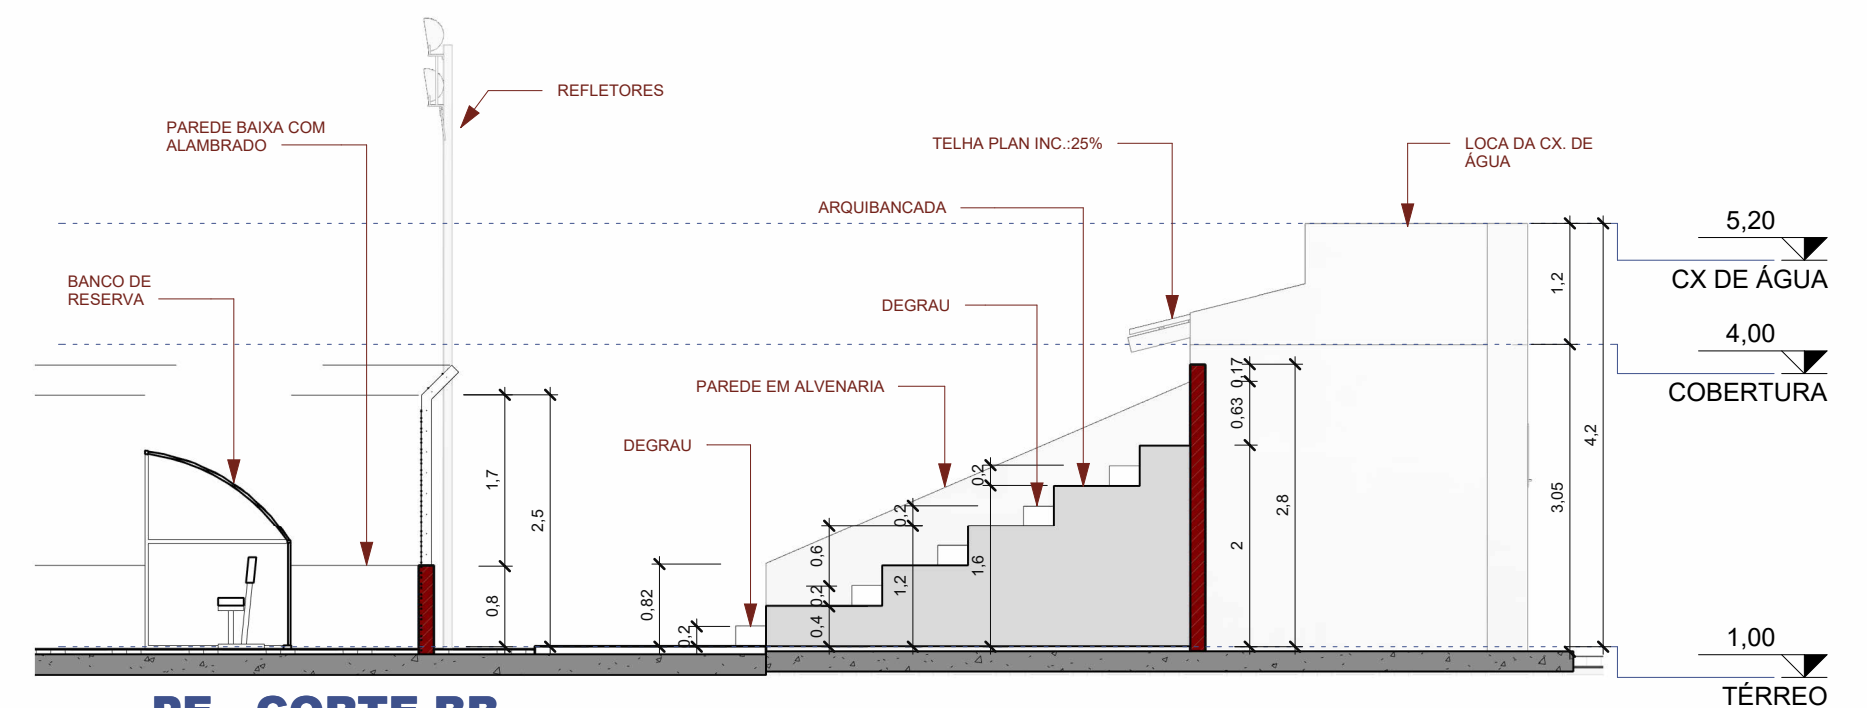 REFLETORES
PAREDE BAIXA COM
ALAMBRADO
TELHA PLAN INC.:25%
LOCA DA CX. DE
ÁGUA
ARQUIBANCADA
5,20
CX DE ÁGUA
BANCO DE
RESERVA
1,2
DEGRAU
4,00
COBERTURA
PAREDE EM ALVENARIA
0,17
0,63
4,2
DEGRAU
1,7
2,5
0,2
0,2
2,8
3,05
0,6
1,6
2
1,2
0,2
0,8
0,82
0,4
0,2
1,00
TÉRREO